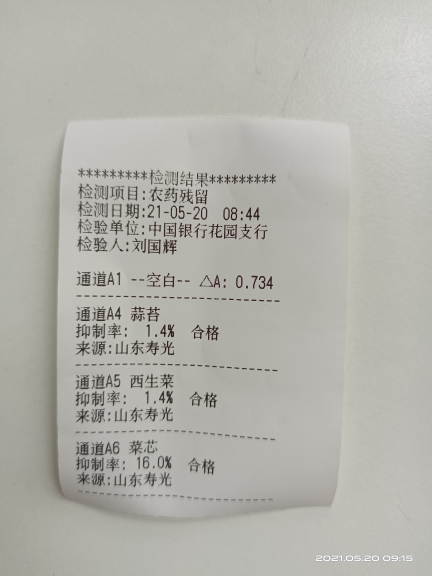 *********检测结果*********
检测项目:农药残留
检测日期:21-05-20 08:44
检验单位:中国银行花园支行
检验人:刘国辉
通道A1 --空白-- △A: 0.734
通道A4 蒜苔
抑制率: 1.4% 合格
来源:山东寿光
通道A5 西生菜
抑制率: 1.4% 合格
来源:山东寿光
通道A6 菜芯
抑制率: 16.0% 合格
来源:山东寿光
2021.05.20 09:15